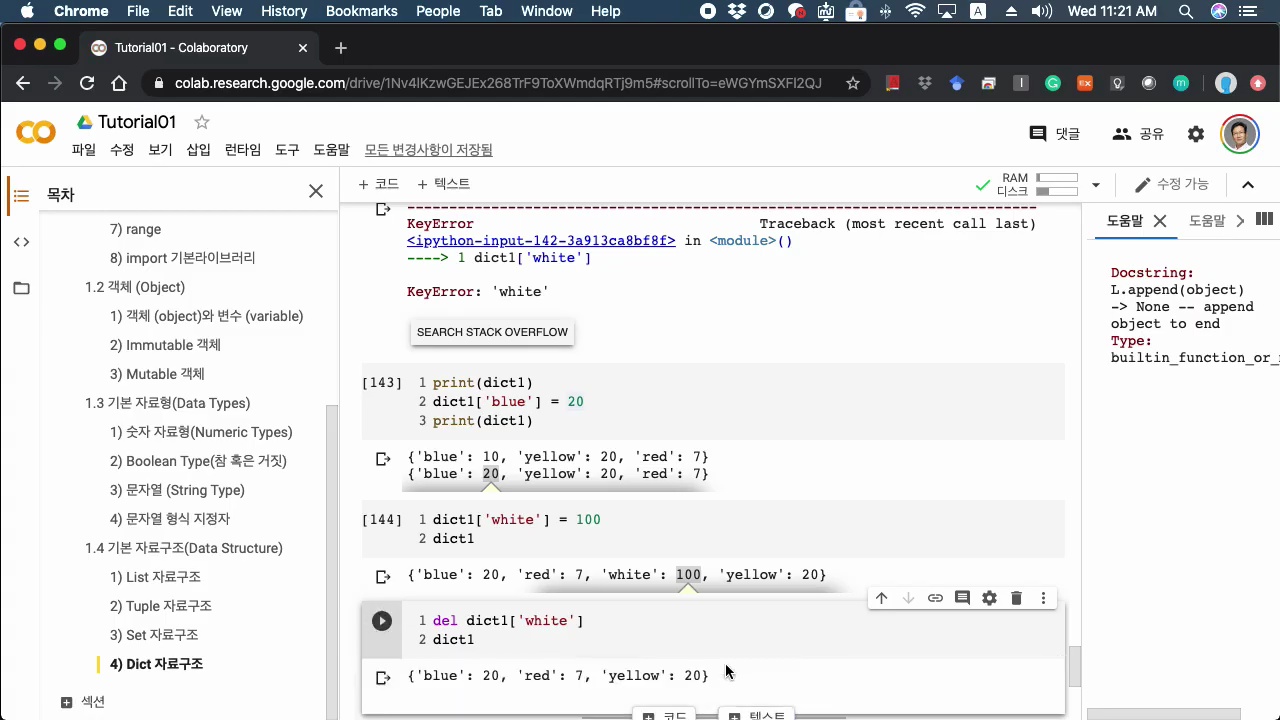 Chrome File Edit View History Bookmarks People Tab Window Help
A
Wed 11:21 AM
Tutorial01 - Colaboratory
colab.research.google.com/drive/1Nv4lKzwGEJEx268TrF9ToXWmdqRTj9m5#scrollTo=eWGYmSXFI2QJ
Tutorial01
파일 수정 보기 삽입 런타임 도구 도움말 모든 변경사항이 저장됨
댓글 공유
목차
+ 코드 + 텍스트
RAM
디스크
수정 가능
7) range
8) import 기본라이브러리
1.2 객체 (Object)
1) 객체 (object)와 변수 (variable)
2) Immutable 객체
3) Mutable 객체
1.3 기본 자료형(Data Types)
1) 숫자 자료형(Numeric Types)
2) Boolean Type(참 혹은 거짓)
3) 문자열 (String Type)
4) 문자열 형식 지정자
1.4 기본 자료구조(Data Structure)
1) List 자료구조
2) Tuple 자료구조
3) Set 자료구조
4) Dict 자료구조
섹션
KeyError Traceback (most recent call last)
<ipython-input-142-3a913ca8bf8f> in <module>()
----> 1 dict1['white']
KeyError: 'white'
SEARCH STACK OVERFLOW
[143] 1 print(dict1)
2 dict1['blue'] = 20
3 print(dict1)
{'blue': 10, 'yellow': 20, 'red': 7}
{'blue': 20, 'yellow': 20, 'red': 7}
[144] 1 dict1['white'] = 100
2 dict1
{'blue': 20, 'red': 7, 'white': 100, 'yellow': 20}
1 del dict1['white']
2 dict1
{'blue': 20, 'red': 7, 'yellow': 20}
코드 텍스트
도움말 도움말
Docstring:
L.append(object)
-> None -- append
object to end
Type:
builtin_function_or_